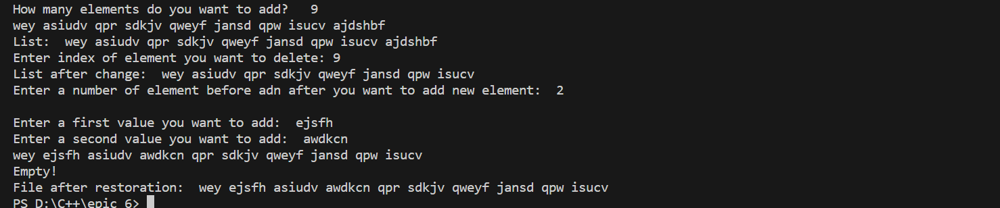 How many elements do you want to add?   9
wey asiudv qpr sdkjv qweyf jansd qpw isucv ajdshbf
List:  wey asiudv qpr sdkjv qweyf jansd qpw isucv ajdshbf
Enter index of element you want to delete: 9
List after change:  wey asiudv qpr sdkjv qweyf jansd qpw isucv
Enter a number of element before adn after you want to add new element:  2
Enter a first value you want to add:  ejsfh
Enter a second value you want to add:  awdkcn
wey ejsfh asiudv awdkcn qpr sdkjv qweyf jansd qpw isucv
Empty!
File after restoration:  wey ejsfh asiudv awdkcn qpr sdkjv qweyf jansd qpw isucv
PS D:\C++\epic 6>